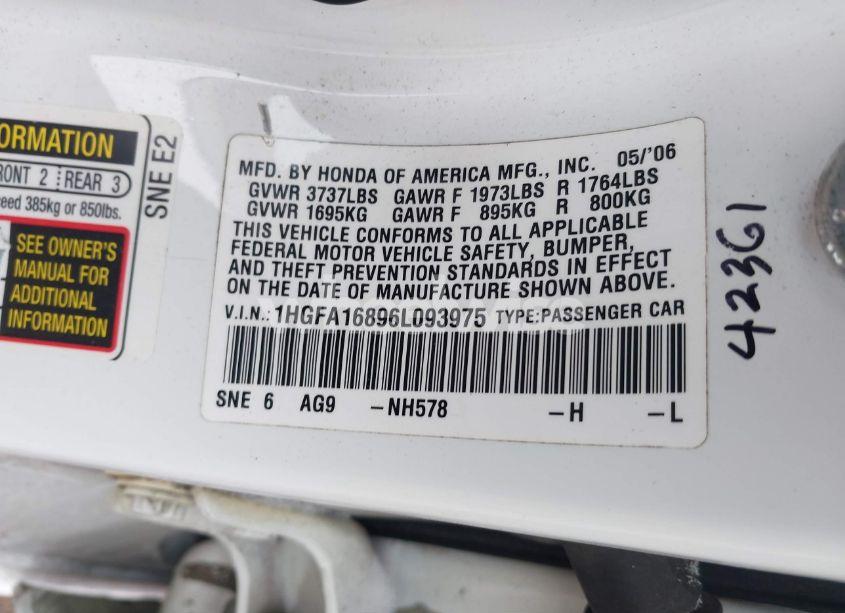 ORMATION
RONT 2 REAR 3
ceed 385kg or 850lbs.
SEE OWNER'S
MANUAL FOR
ADDITIONAL
INFORMATION
SNE E2
MFD. BY HONDA OF AMERICA MFG., INC. 05/'06
GVWR 3737LBS GAWR F 1973LBS R 1764LBS
GVWR 1695KG GAWR F 895KG R 800KG
THIS VEHICLE CONFORMS TO ALL APPLICABLE
FEDERAL MOTOR VEHICLE SAFETY, BUMPER,
AND THEFT PREVENTION STANDARDS IN EFFECT
ON THE DATE OF MANUFACTURE SHOWN ABOVE.
V.I.N.: 1HGFA16896L093975 TYPE:PASSENGER CAR
SNE 6 AG9 -NH578 -H -L
42361